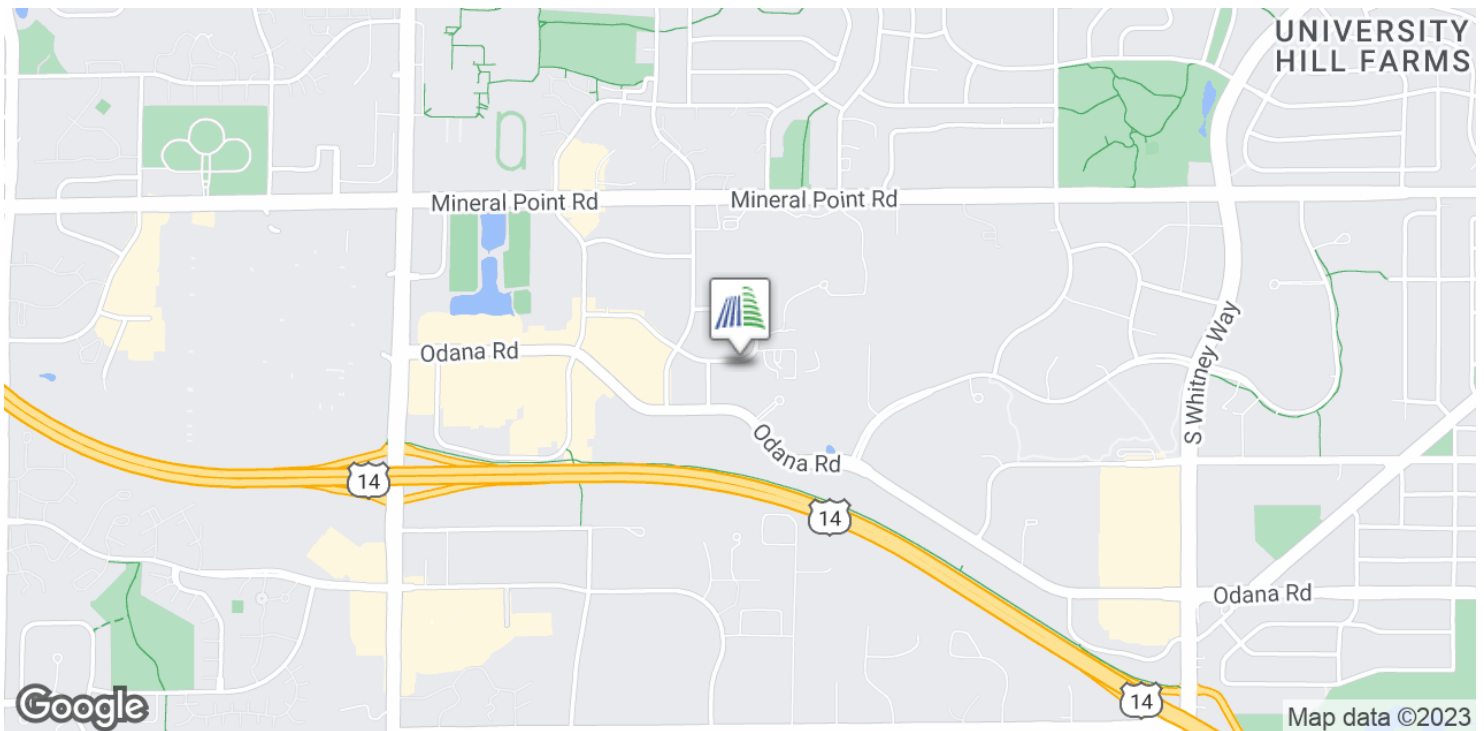 UNIVERSITY
HILL FARMS
Mineral Point Rd
Mineral Point Rd
Odana Rd
S Whitney Way
Odana Rd
14
14
Odana Rd
14
Google
Map data ©2023